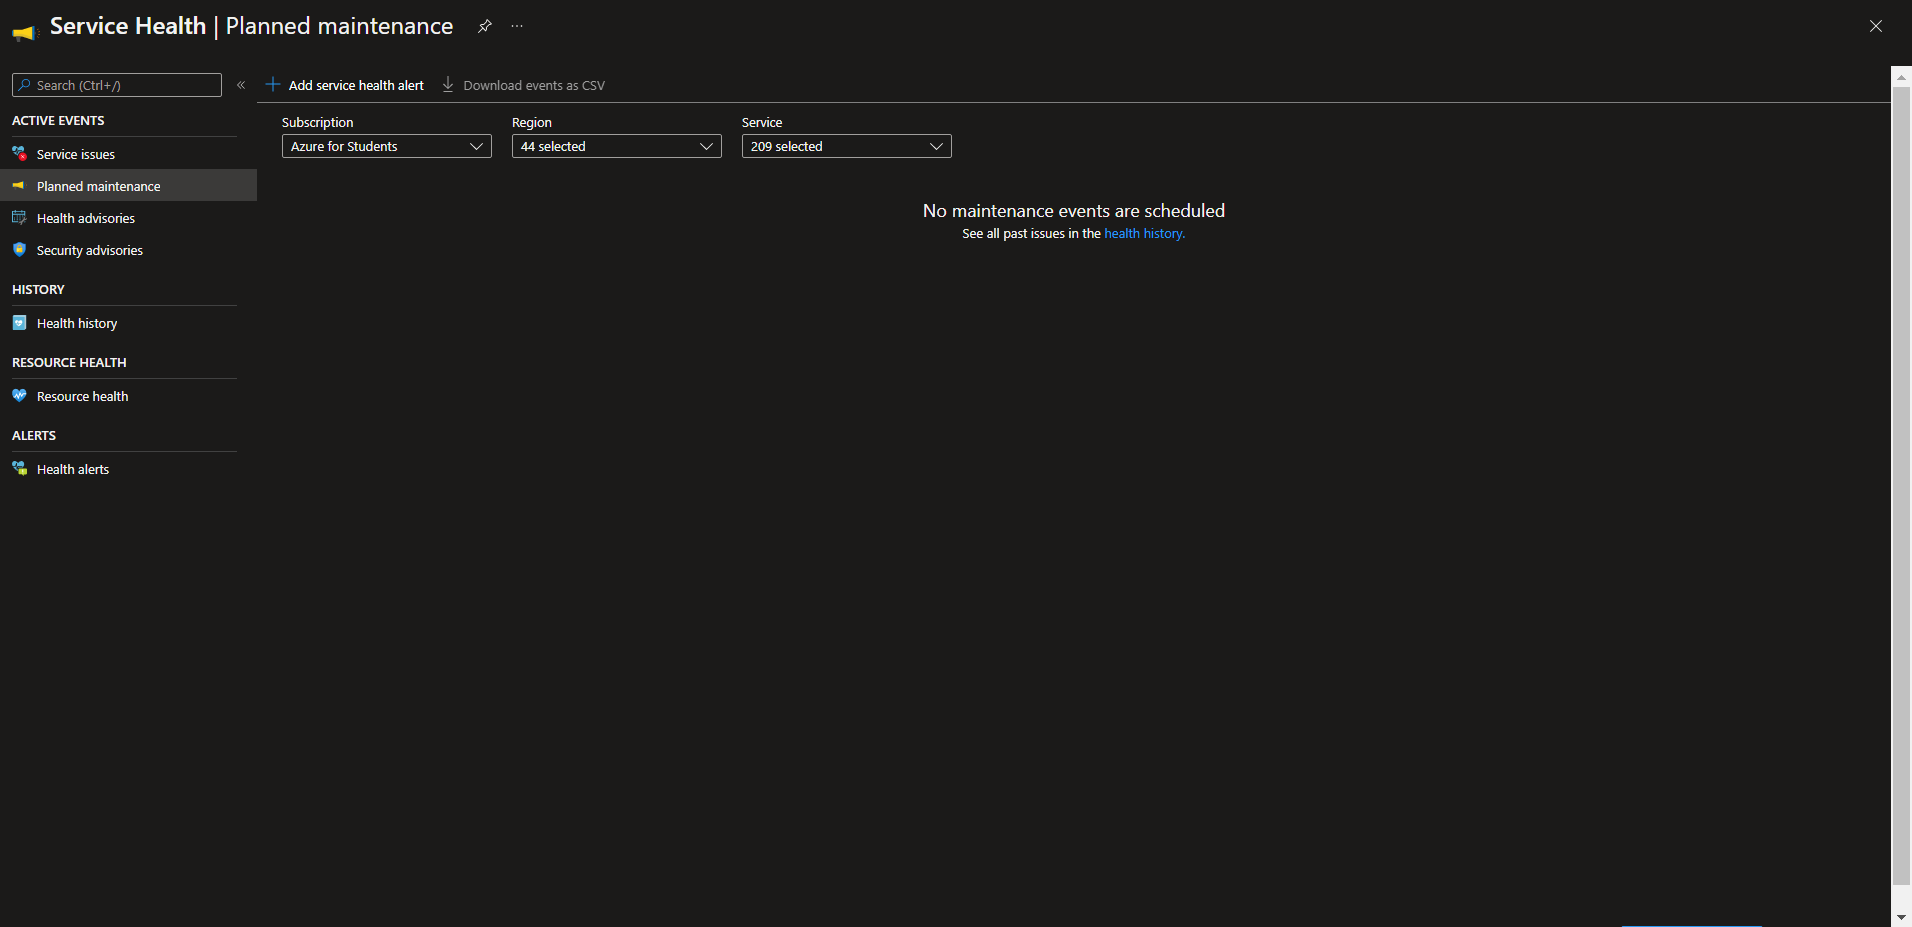 Service Health | Planned maintenance
Search (Ctrl+/)
Add service health alert
Download events as CSV
ACTIVE EVENTS
Service issues
Planned maintenance
Health advisories
Security advisories
HISTORY
Health history
RESOURCE HEALTH
Resource health
ALERTS
Health alerts
Subscription
Azure for Students
Region
44 selected
Service
209 selected
No maintenance events are scheduled
See all past issues in the health history.